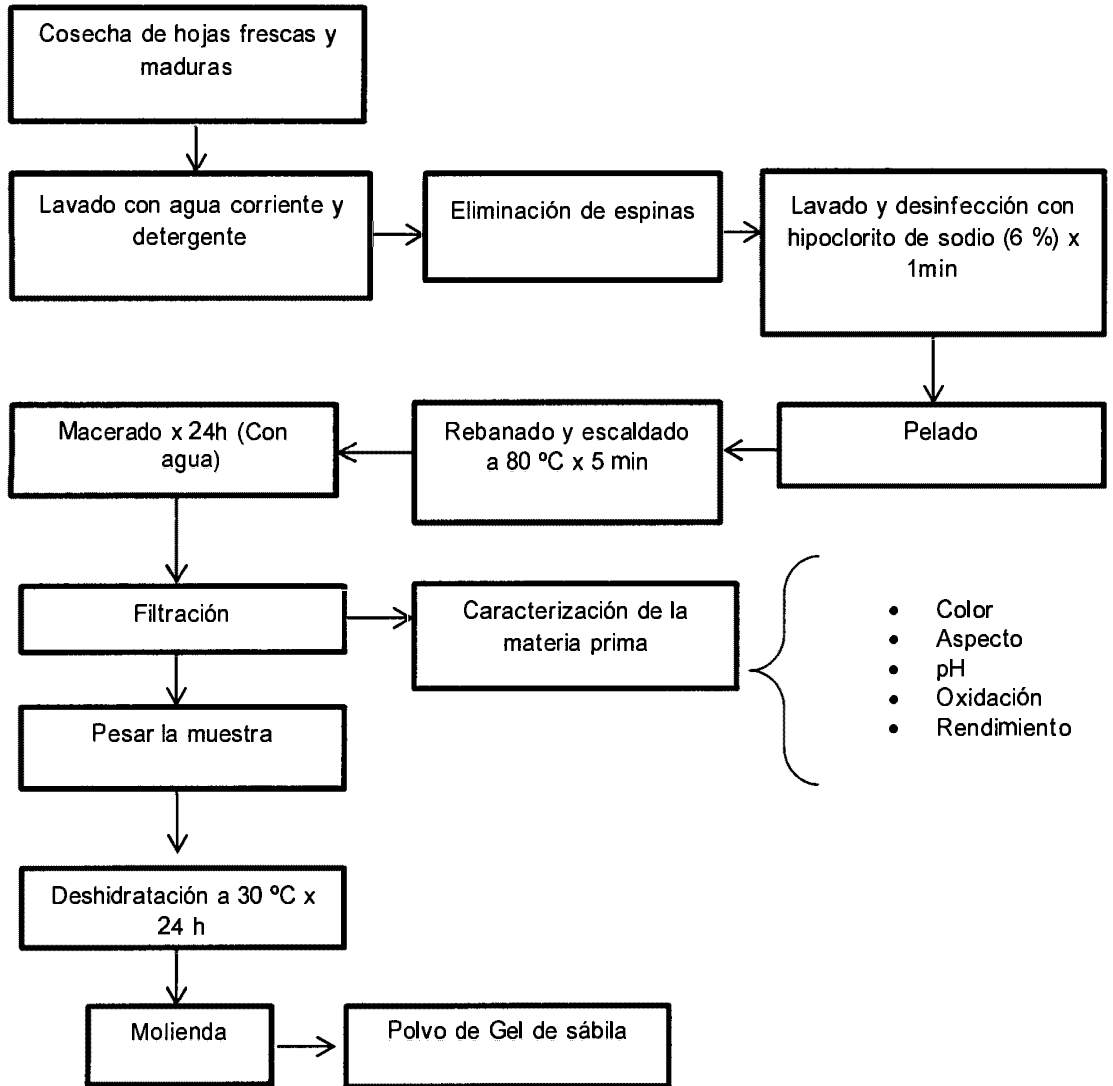 Cosecha de hojas frescas y
maduras
Lavado con agua corriente y
detergente
Eliminación de espinas
Lavado y desinfección con
hipoclorito de sodio (6 %) x
1min
Pelado
Rebanado y escaldado
a 80 ºC x 5 min
Macerado x 24h (Con
agua)
Filtración
Caracterización de la
materia prima
• Color
• Aspecto
• pH
• Oxidación
• Rendimiento
Pesar la muestra
Deshidratación a 30 ºC x
24 h
Molienda
Polvo de Gel de sábila